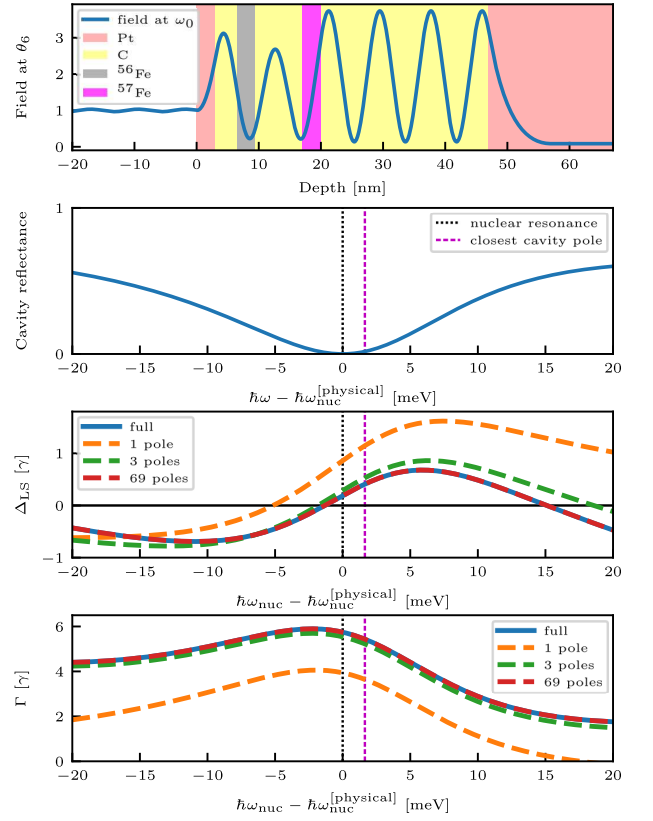 Field at θ₆
3
2
1
0
field at ω₀
Pt
C
⁵⁶Fe
⁵⁷Fe
−20 −10 0 10 20 30 40 50 60
Depth [nm]
Cavity reflectance
1
0
nuclear resonance
closest cavity pole
−20 −15 −10 −5 0 5 10 15 20
ℏω − ℏω_nuc^[physical] [meV]
Δ_LS [γ]
1
0
−1
full
1 pole
3 poles
69 poles
−20 −15 −10 −5 0 5 10 15 20
ℏω_nuc − ℏω_nuc^[physical] [meV]
Γ [γ]
6
4
2
0
full
1 pole
3 poles
69 poles
−20 −15 −10 −5 0 5 10 15 20
ℏω_nuc − ℏω_nuc^[physical] [meV]